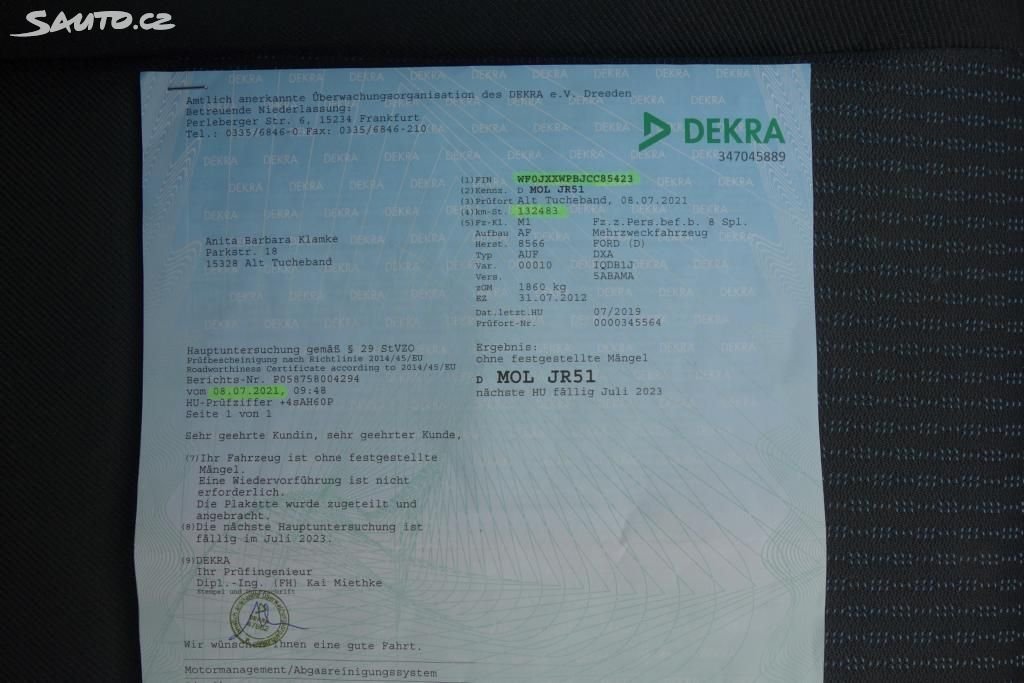 SAUTO.CZ
Amtlich anerkannte Überwachungsorganisation des DEKRA e.V. Dresden
Betreuende Niederlassung:
Perleberger Str. 6, 15234 Frankfurt
Tel.: 0335/6846-0 Fax: 0335/6846-210
DEKRA
347045889
(1) FIN WF0JXXWPBJCC85423
(2) Kennz. D MOL JR51
(3) Prüfort Alt Tucheband, 08.07.2021
(4) km-St. 132483
(5) Fz-Kl. M1 Fz.z.Pers.bef.b. 8 Spl.
Aufbau AF Mehrzweckfahrzeug
Herst. 8566 FORD (D)
Typ AUF DXA
Var. 00010 IQDB1J
Vers. 5ABAMA
zGM 1860 kg
EZ 31.07.2012
Dat.letzt.HU 07/2019
Prüfort-Nr. 0000345564
Anita Barbara Klamke
Parkstr. 18
15328 Alt Tucheband
Hauptuntersuchung gemäß § 29 StVZO
Prüfbescheinigung nach Richtlinie 2014/45/EU
Roadworthiness Certificate according to 2014/45/EU
Berichts-Nr. P058758004294
vom 08.07.2021, 09:48
HU-Prüfziffer +4sAH60P
Seite 1 von 1
Ergebnis:
ohne festgestellte Mängel
D MOL JR51
nächste HU fällig Juli 2023
Sehr geehrte Kundin, sehr geehrter Kunde,
(7) Ihr Fahrzeug ist ohne festgestellte
Mängel.
Eine Wiedervorführung ist nicht
erforderlich.
Die Plakette wurde zugeteilt und
angebracht.
(8) Die nächste Hauptuntersuchung ist
fällig im Juli 2023.
(9) DEKRA
Ihr Prüfingenieur
Dipl.-Ing. (FH) Kai Miethke
Stempel und Unterschrift
DEKRA
Wir wünschen Ihnen eine gute Fahrt.
Motormanagement/Abgasreinigungssystem